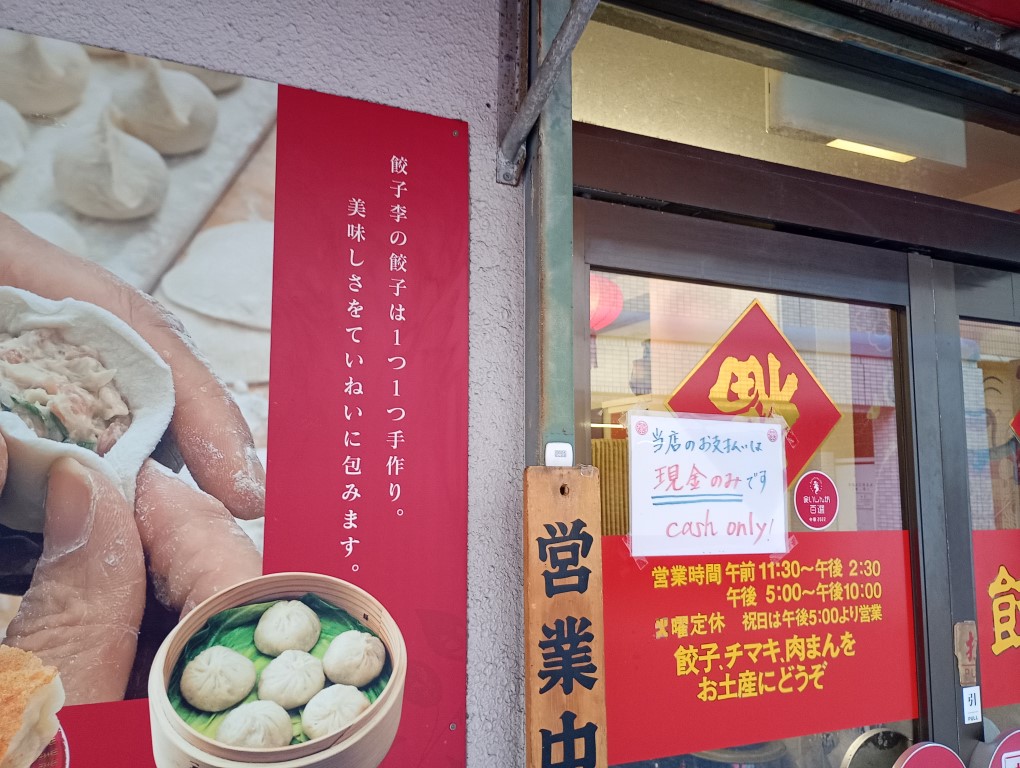 餃子李の餃子は1つ1つ手作り。
美味しさをていねいに包みます。
営業中
福
当店のお支払いは
現金のみです
cash only!
百選
営業時間 午前 11:30〜午後 2:30
午後 5:00〜午後10:00
曜定休 祝日は午後5:00より営業
餃子、チマキ、肉まんを
お土産にどうぞ
餃
引